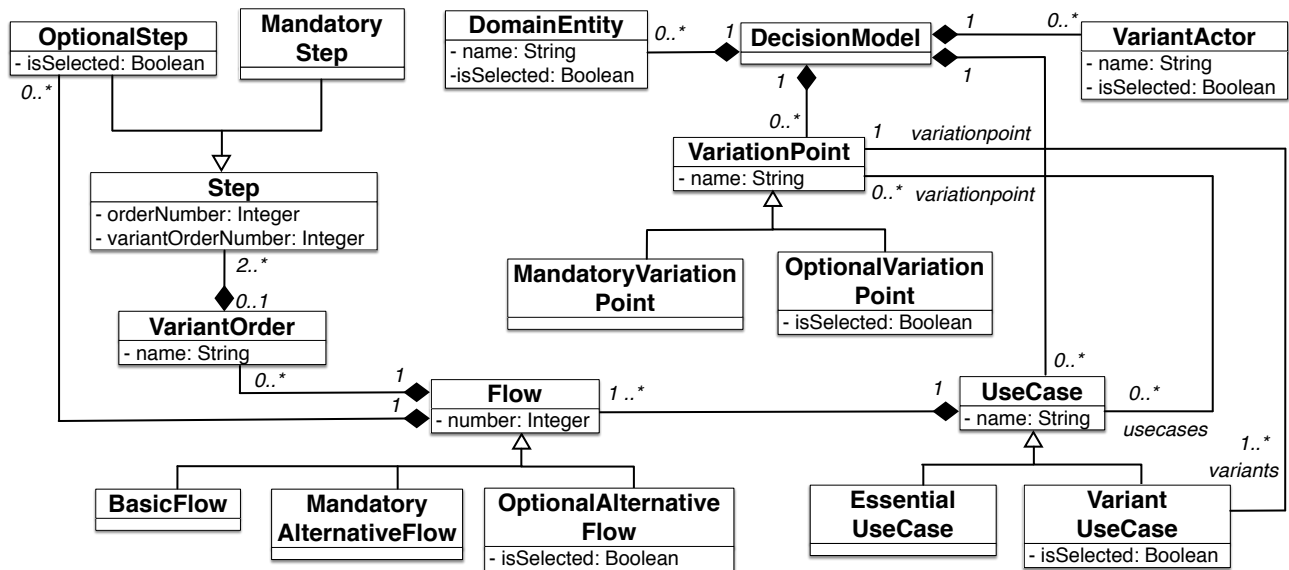 OptionalStep
- isSelected: Boolean
0..*
Mandatory
Step
DomainEntity
- name: String
-isSelected: Boolean
0..*
1
DecisionModel
1
0..*
VariantActor
- name: String
- isSelected: Boolean
1
1
0..*
VariationPoint
- name: String
1
variationpoint
0..*
variationpoint
Step
- orderNumber: Integer
- variantOrderNumber: Integer
2..*
0..1
VariantOrder
- name: String
0..*
1
MandatoryVariation
Point
OptionalVariation
Point
- isSelected: Boolean
1
Flow
- number: Integer
1 ..*
1
0..*
UseCase
- name: String
0..*
usecases
1..*
variants
BasicFlow
Mandatory
AlternativeFlow
OptionalAlternative
Flow
- isSelected: Boolean
Essential
UseCase
Variant
UseCase
- isSelected: Boolean